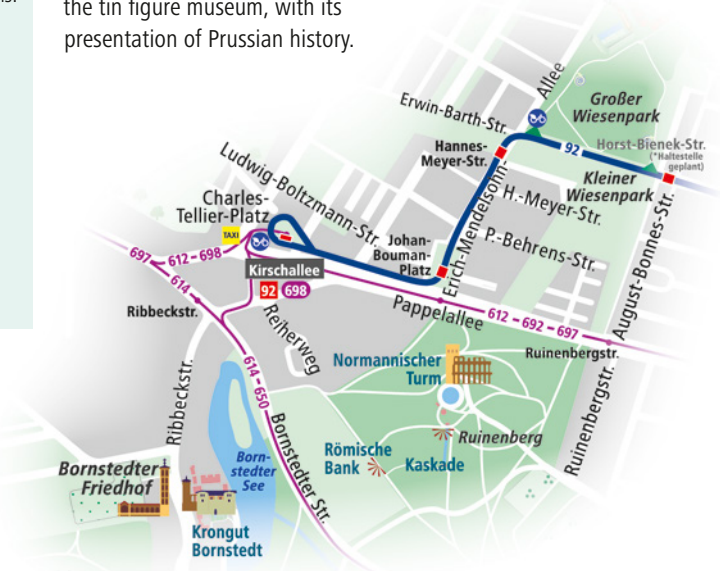 the tin figure museum, with its
presentation of Prussian history.
Allee
Erwin-Barth-Str.
Großer
Wiesenpark
Hannes-
Meyer-Str.
92
Horst-Bienek-Str.
(*Haltestelle
geplant)
Kleiner
Wiesenpark
Ludwig-Boltzmann-Str.
H.-Meyer-Str.
Charles-
Tellier-Platz
TAXI
Johan-
Bouman-
Platz
Erich-Mendelsohn-
P.-Behrens-Str.
August-Bonnes-Str.
697
612-698
614
Kirschallee
92 698
Pappelallee
612-692-697
Ribbeckstr.
Reiherweg
Ruinenbergstr.
Normannischer
Turm
614-650
Ribbeckstr.
Bornstedter Str.
Ruinenbergstr.
Ruinenberg
Römische
Bank
Kaskade
Born-
stedter
See
Bornstedter
Friedhof
Krongut
Bornstedt